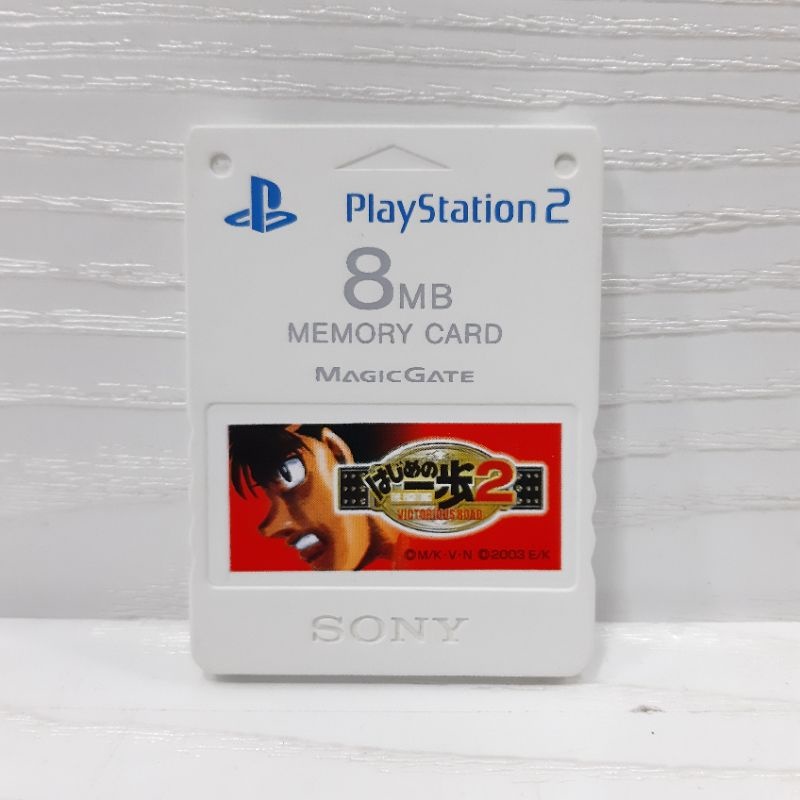 PlayStation 2
8MB
MEMORY CARD
MAGICGATE
はじめの一歩2
VICTORIOUS ROAD
©M/K・V・N ©2003 E/K
SONY